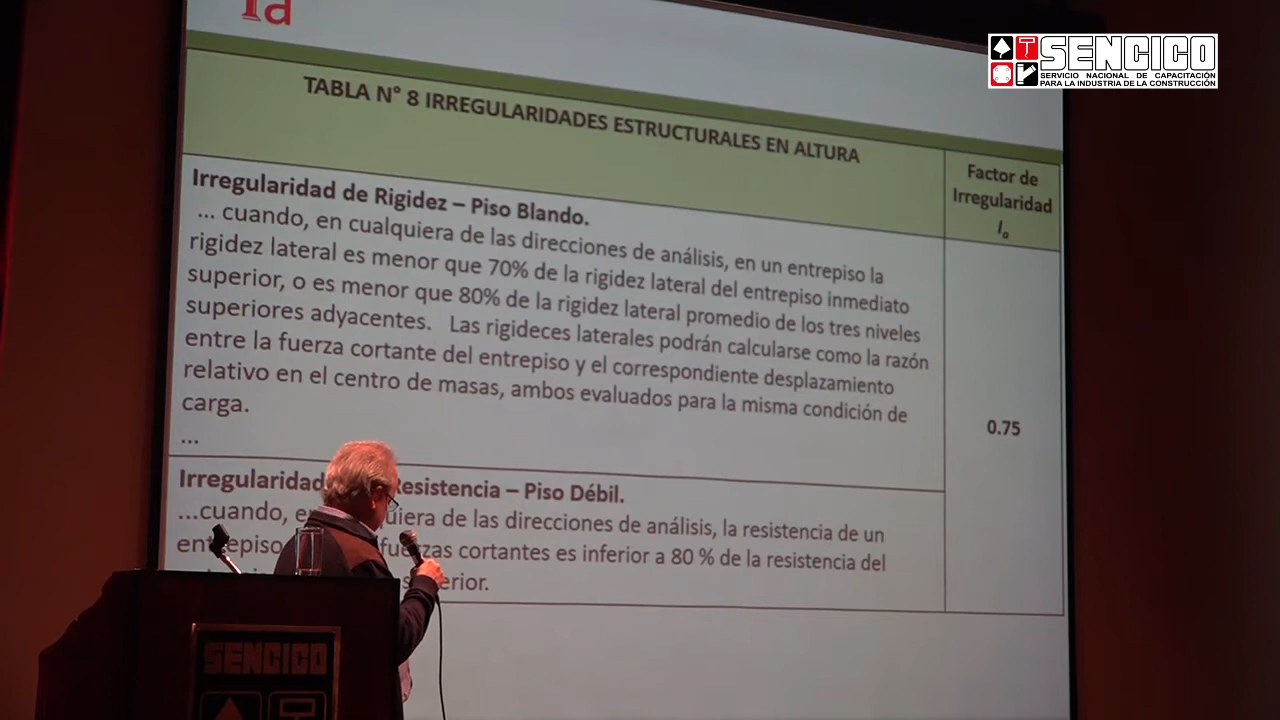 Ia
SENCICO
SERVICIO NACIONAL DE CAPACITACIÓN
PARA LA INDUSTRIA DE LA CONSTRUCCIÓN
TABLA N° 8 IRREGULARIDADES ESTRUCTURALES EN ALTURA
Factor de
Irregularidad
Ia
Irregularidad de Rigidez – Piso Blando.
... cuando, en cualquiera de las direcciones de análisis, en un entrepiso la
rigidez lateral es menor que 70% de la rigidez lateral del entrepiso inmediato
superior, o es menor que 80% de la rigidez lateral promedio de los tres niveles
superiores adyacentes. Las rigideces laterales podrán calcularse como la razón
entre la fuerza cortante del entrepiso y el correspondiente desplazamiento
relativo en el centro de masas, ambos evaluados para la misma condición de
carga.
...
0.75
Irregularidad Resistencia – Piso Débil.
...cuando, de las direcciones de análisis, la resistencia de un
entrepiso fuerzas cortantes es inferior a 80 % de la resistencia del
SENCICO